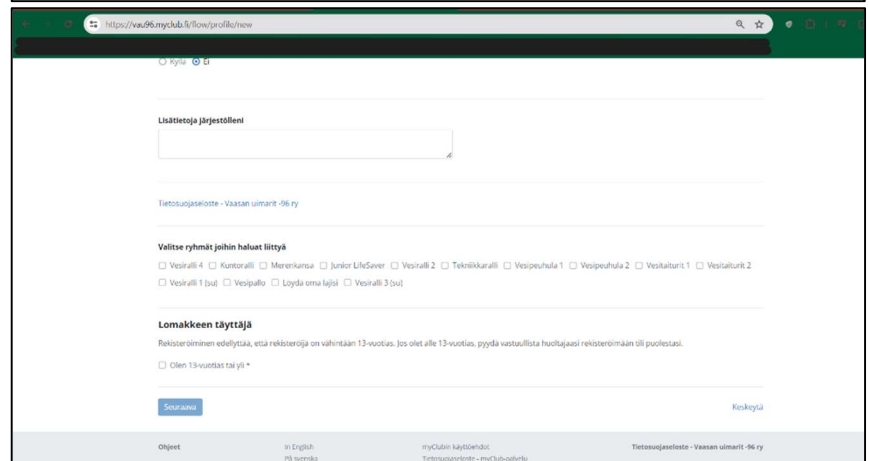 https://vau96.myclub.fi/flow/profile/new
Kyllä Ei
Lisätietoja järjestölleni
Tietosuojaseloste - Vaasan uimarit -96 ry
Valitse ryhmät joihin haluat liittyä
Vesiralli 4 Kuntoralli Merenkansa Junior LifeSaver Vesiralli 2 Tekniikkaralli Vesipeuhula 1 Vesipeuhula 2 Vesitaiturit 1 Vesitaiturit 2
Vesiralli 1 (su) Vesipallo Löydä oma lajisi Vesiralli 3 (su)
Lomakkeen täyttäjä
Rekisteröiminen edellyttää, että rekisteröijä on vähintään 13-vuotias. Jos olet alle 13-vuotias, pyydä vastuullista huoltajaasi rekisteröimään tili puolestasi.
Olen 13-vuotias tai yli *
Seuraava Keskeytä
Ohjeet In English myClubin käyttöehdot Tietosuojaseloste - Vaasan uimarit -96 ry
På svenska Tietosuojaseloste - myClub-palvelu